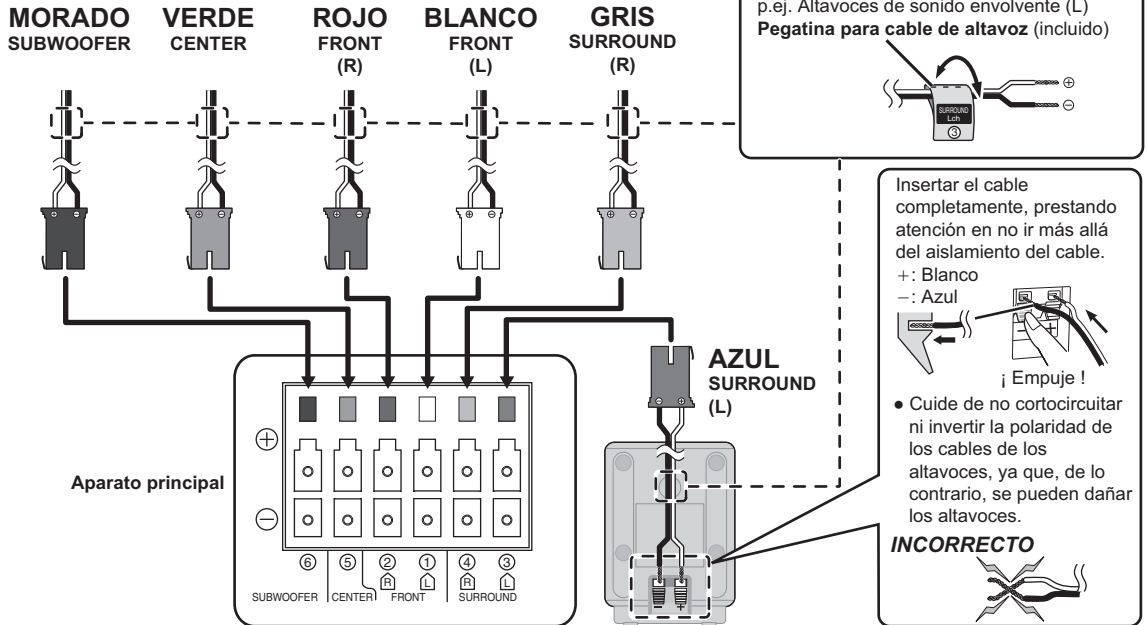 MORADO
SUBWOOFER
VERDE
CENTER
ROJO
FRONT
(R)
BLANCO
FRONT
(L)
GRIS
SURROUND
(R)
p.ej. Altavoces de sonido envolvente (L)
Pegatina para cable de altavoz (incluido)
⊕
⊖
SURROUND
Lch
③
Insertar el cable
completamente, prestando
atención en no ir más allá
del aislamiento del cable.
+: Blanco
−: Azul
− +
¡ Empuje !
● Cuide de no cortocircuitar
ni invertir la polaridad de
los cables de los
altavoces, ya que, de lo
contrario, se pueden dañar
los altavoces.
INCORRECTO
AZUL
SURROUND
(L)
− +
Aparato principal
⊕
⊖
⑥ ⑤ ② ① ④ ③
R L R L
SUBWOOFER CENTER FRONT SURROUND